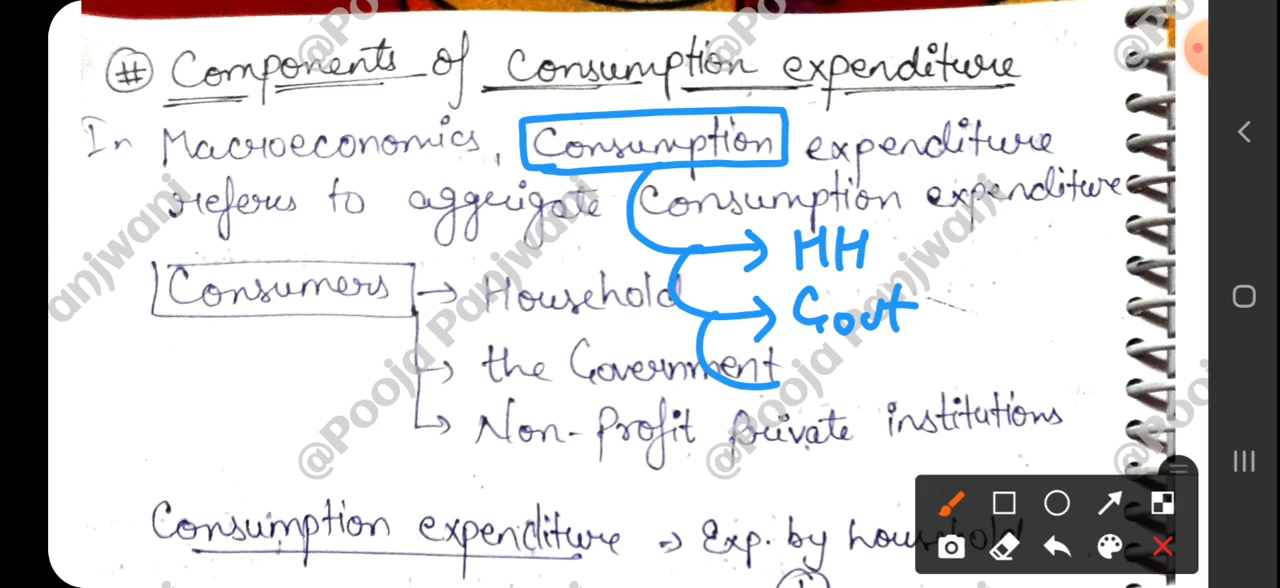 # Components of Consumption expenditure
In Macroeconomics, Consumption expenditure
refers to aggregate Consumption expenditure
HH
Consumers → Household
Govt
→ the Government
→ Non-Profit private institutions
Consumption expenditure → Exp. by household
@Pooja Panjwani